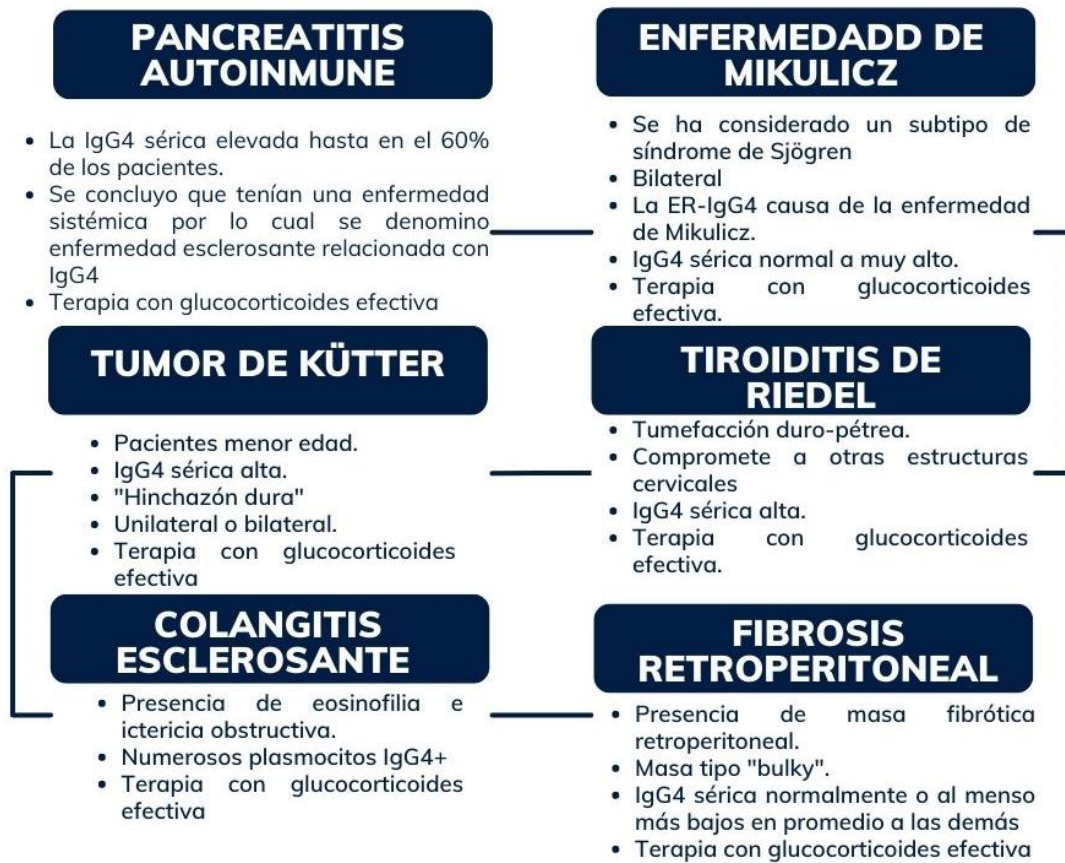 PANCREATITIS
AUTOINMUNE
• La IgG4 sérica elevada hasta en el 60%
de los pacientes.
• Se concluyo que tenían una enfermedad
sistémica por lo cual se denomino
enfermedad esclerosante relacionada con
IgG4
• Terapia con glucocorticoides efectiva
ENFERMEDADD DE
MIKULICZ
• Se ha considerado un subtipo de
síndrome de Sjögren
• Bilateral
• La ER-IgG4 causa de la enfermedad
de Mikulicz.
• IgG4 sérica normal a muy alto.
• Terapia con glucocorticoides
efectiva.
TUMOR DE KÜTTER
• Pacientes menor edad.
• IgG4 sérica alta.
• "Hinchazón dura"
• Unilateral o bilateral.
• Terapia con glucocorticoides
efectiva
TIROIDITIS DE
RIEDEL
• Tumefacción duro-pétrea.
• Compromete a otras estructuras
cervicales
• IgG4 sérica alta.
• Terapia con glucocorticoides
efectiva.
COLANGITIS
ESCLEROSANTE
• Presencia de eosinofilia e
ictericia obstructiva.
• Numerosos plasmocitos IgG4+
• Terapia con glucocorticoides
efectiva
FIBROSIS
RETROPERITONEAL
• Presencia de masa fibrótica
retroperitoneal.
• Masa tipo "bulky".
• IgG4 sérica normalmente o al menso
más bajos en promedio a las demás
• Terapia con glucocorticoides efectiva